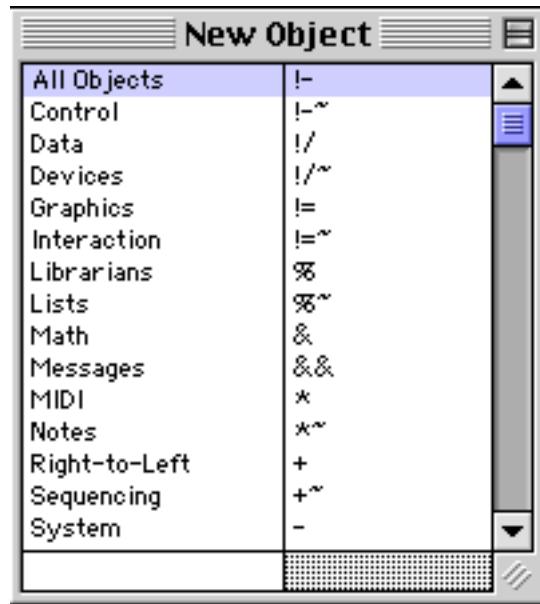 New Object
All Objects !-
Control !-~
Data !/
Devices !/~
Graphics !=
Interaction !=~
Librarians %
Lists %~
Math &
Messages &&
MIDI *
Notes *~
Right-to-Left +
Sequencing +~
System -